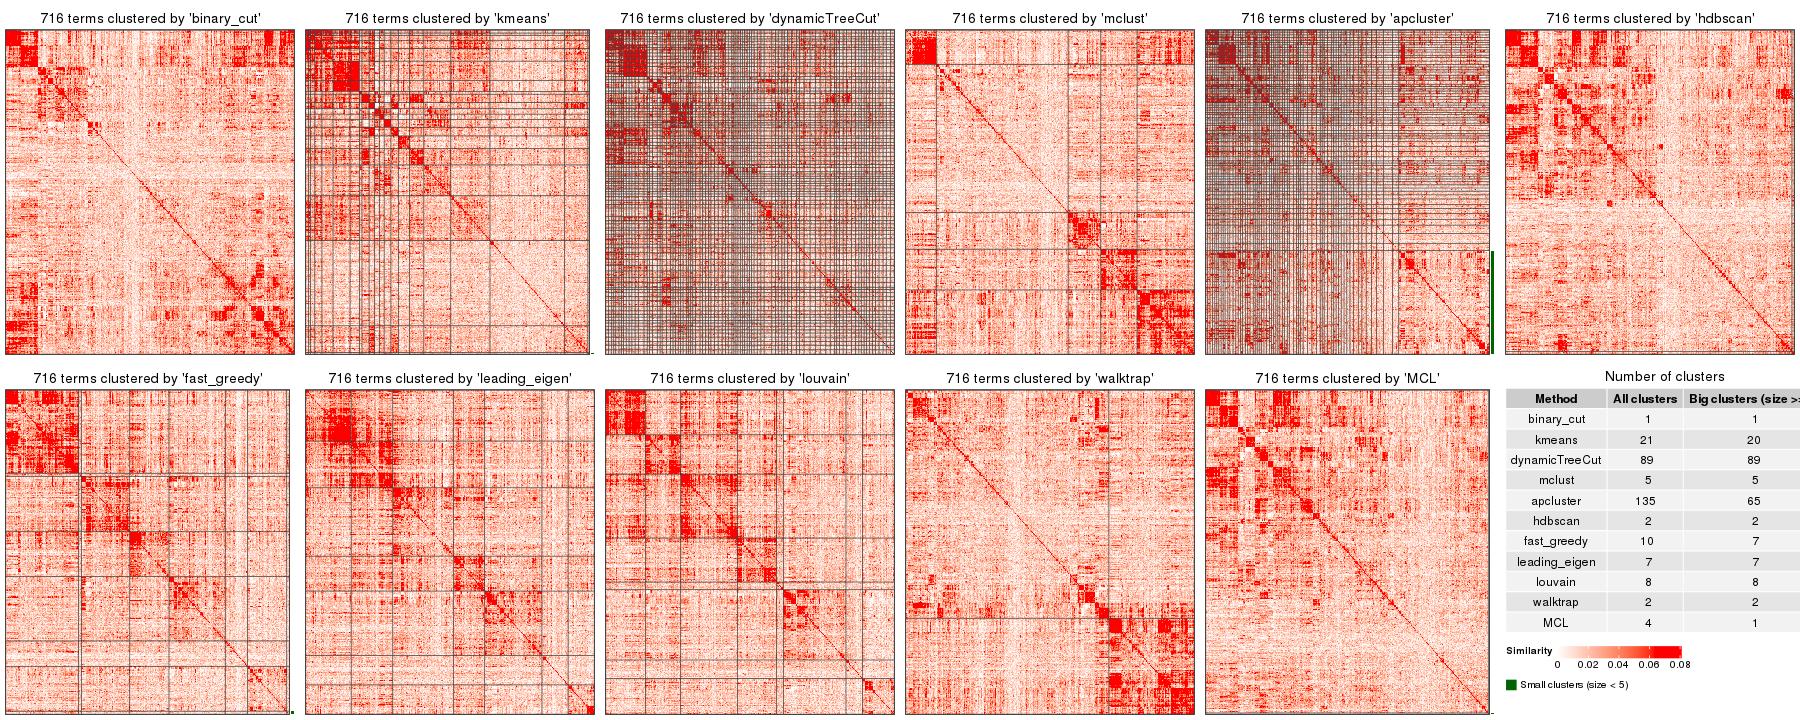 716 terms clustered by 'binary_cut'
716 terms clustered by 'kmeans'
716 terms clustered by 'dynamicTreeCut'
716 terms clustered by 'mclust'
716 terms clustered by 'apcluster'
716 terms clustered by 'hdbscan'
716 terms clustered by 'fast_greedy'
716 terms clustered by 'leading_eigen'
716 terms clustered by 'louvain'
716 terms clustered by 'walktrap'
716 terms clustered by 'MCL'
Number of clusters
Method All clusters Big clusters (size >=
binary_cut 1 1
kmeans 21 20
dynamicTreeCut 89 89
mclust 5 5
apcluster 135 65
hdbscan 2 2
fast_greedy 10 7
leading_eigen 7 7
louvain 8 8
walktrap 2 2
MCL 4 1
Similarity
0 0.02 0.04 0.06 0.08
Small clusters (size < 5)